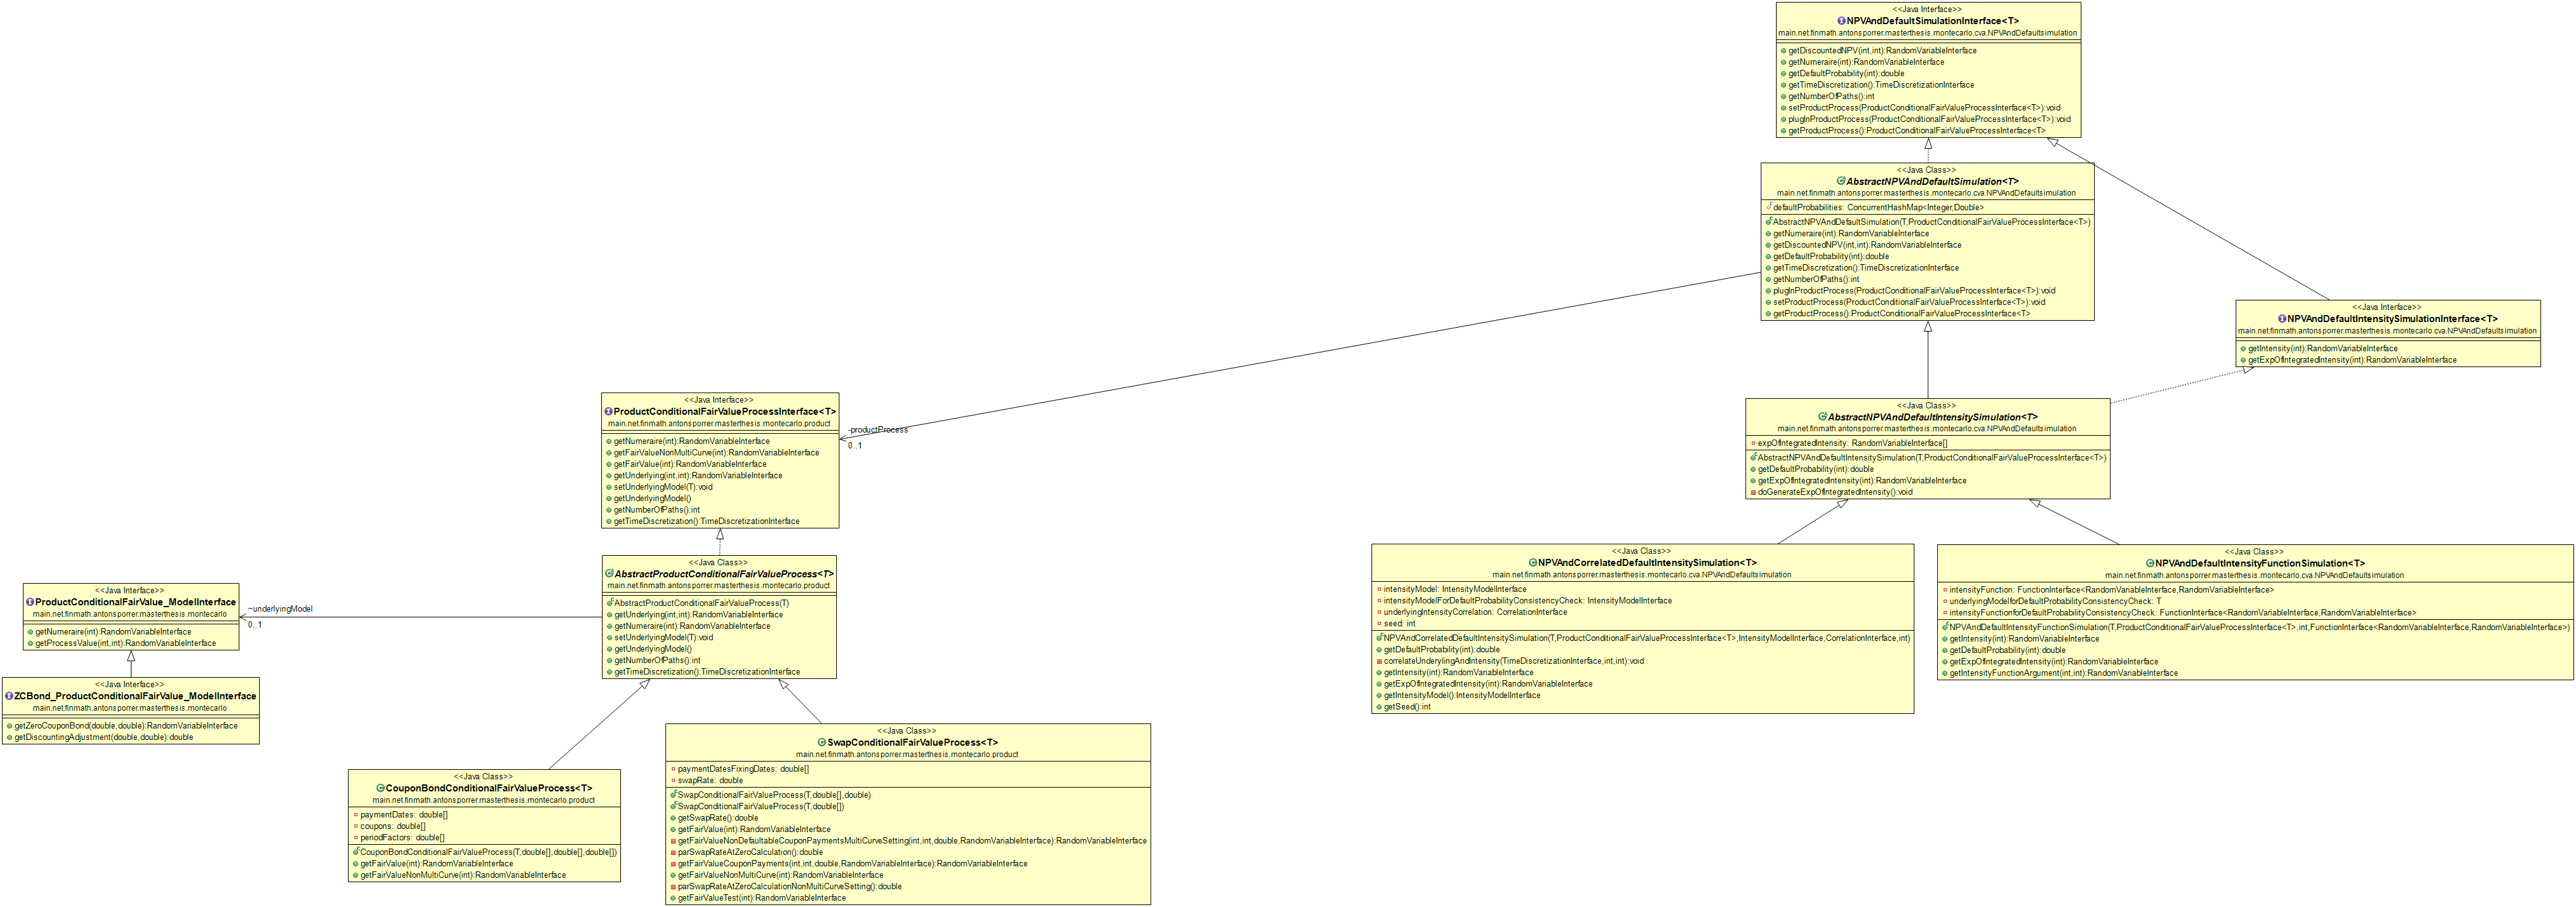 <<Java Interface>>
NPVAndDefaultSimulationInterface<T>
main.net.finmath.antonsporrer.masterthesis.montecarlo.cva.NPVAndDefaultsimulation
getDiscountedNPV(int,int):RandomVariableInterface
getNumeraire(int):RandomVariableInterface
getDefaultProbability(int):double
getTimeDiscretization():TimeDiscretizationInterface
getNumberOfPaths():int
setProductProcess(ProductConditionalFairValueProcessInterface<T>):void
plugInProductProcess(ProductConditionalFairValueProcessInterface<T>):void
getProductProcess():ProductConditionalFairValueProcessInterface<T>
<<Java Class>>
AbstractNPVAndDefaultSimulation<T>
main.net.finmath.antonsporrer.masterthesis.montecarlo.cva.NPVAndDefaultsimulation
defaultProbabilities: ConcurrentHashMap<Integer,Double>
AbstractNPVAndDefaultSimulation(T,ProductConditionalFairValueProcessInterface<T>)
getNumeraire(int):RandomVariableInterface
getDiscountedNPV(int,int):RandomVariableInterface
getDefaultProbability(int):double
getTimeDiscretization():TimeDiscretizationInterface
getNumberOfPaths():int
plugInProductProcess(ProductConditionalFairValueProcessInterface<T>):void
setProductProcess(ProductConditionalFairValueProcessInterface<T>):void
getProductProcess():ProductConditionalFairValueProcessInterface<T>
<<Java Interface>>
NPVAndDefaultIntensitySimulationInterface<T>
main.net.finmath.antonsporrer.masterthesis.montecarlo.cva.NPVAndDefaultsimulation
getIntensity(int):RandomVariableInterface
getExpOfIntegratedIntensity(int):RandomVariableInterface
<<Java Interface>>
ProductConditionalFairValueProcessInterface<T>
main.net.finmath.antonsporrer.masterthesis.montecarlo.product
getNumeraire(int):RandomVariableInterface
getFairValueNonMultiCurve(int):RandomVariableInterface
getFairValue(int):RandomVariableInterface
getUnderlying(int,int):RandomVariableInterface
setUnderlyingModel(T):void
getUnderlyingModel()
getNumberOfPaths():int
getTimeDiscretization():TimeDiscretizationInterface
-productProcess
0..1
<<Java Class>>
AbstractNPVAndDefaultIntensitySimulation<T>
main.net.finmath.antonsporrer.masterthesis.montecarlo.cva.NPVAndDefaultsimulation
expOfIntegratedIntensity: RandomVariableInterface[]
AbstractNPVAndDefaultIntensitySimulation(T,ProductConditionalFairValueProcessInterface<T>)
getDefaultProbability(int):double
getExpOfIntegratedIntensity(int):RandomVariableInterface
doGenerateExpOfIntegratedIntensity():void
<<Java Class>>
NPVAndCorrelatedDefaultIntensitySimulation<T>
main.net.finmath.antonsporrer.masterthesis.montecarlo.cva.NPVAndDefaultsimulation
intensityModel: IntensityModelInterface
intensityModelForDefaultProbabilityConsistencyCheck: IntensityModelInterface
underlyingIntensityCorrelation: CorrelationInterface
seed: int
NPVAndCorrelatedDefaultIntensitySimulation(T,ProductConditionalFairValueProcessInterface<T>,IntensityModelInterface,CorrelationInterface,int)
getDefaultProbability(int):double
correlateUnderylingAndIntensity(TimeDiscretizationInterface,int,int):void
getIntensity(int):RandomVariableInterface
getExpOfIntegratedIntensity(int):RandomVariableInterface
getIntensityModel():IntensityModelInterface
getSeed():int
<<Java Class>>
NPVAndDefaultIntensityFunctionSimulation<T>
main.net.finmath.antonsporrer.masterthesis.montecarlo.cva.NPVAndDefaultsimulation
intensityFunction: FunctionInterface<RandomVariableInterface,RandomVariableInterface>
underlyingModelforDefaultProbabilityConsistencyCheck: T
intensityFunctionforDefaultProbabilityConsistencyCheck: FunctionInterface<RandomVariableInterface,RandomVariableInterface>
NPVAndDefaultIntensityFunctionSimulation(T,ProductConditionalFairValueProcessInterface<T>,int,FunctionInterface<RandomVariableInterface,RandomVariableInterface>)
getIntensity(int):RandomVariableInterface
getDefaultProbability(int):double
getExpOfIntegratedIntensity(int):RandomVariableInterface
getIntensityFunctionArgument(int,int):RandomVariableInterface
<<Java Class>>
AbstractProductConditionalFairValueProcess<T>
main.net.finmath.antonsporrer.masterthesis.montecarlo.product
AbstractProductConditionalFairValueProcess(T)
getUnderlying(int,int):RandomVariableInterface
getNumeraire(int):RandomVariableInterface
setUnderlyingModel(T):void
getUnderlyingModel()
getNumberOfPaths():int
getTimeDiscretization():TimeDiscretizationInterface
<<Java Interface>>
ProductConditionalFairValue_ModelInterface
main.net.finmath.antonsporrer.masterthesis.montecarlo
getNumeraire(int):RandomVariableInterface
getProcessValue(int,int):RandomVariableInterface
~underlyingModel
0..1
<<Java Interface>>
ZCBond_ProductConditionalFairValue_ModelInterface
main.net.finmath.antonsporrer.masterthesis.montecarlo
getZeroCouponBond(double,double):RandomVariableInterface
getDiscountingAdjustment(double,double):double
<<Java Class>>
CouponBondConditionalFairValueProcess<T>
main.net.finmath.antonsporrer.masterthesis.montecarlo.product
paymentDates: double[]
coupons: double[]
periodFactors: double[]
CouponBondConditionalFairValueProcess(T,double[],double[],double[])
getFairValue(int):RandomVariableInterface
getFairValueNonMultiCurve(int):RandomVariableInterface
<<Java Class>>
SwapConditionalFairValueProcess<T>
main.net.finmath.antonsporrer.masterthesis.montecarlo.product
paymentDatesFixingDates: double[]
swapRate: double
SwapConditionalFairValueProcess(T,double[],double)
SwapConditionalFairValueProcess(T,double[])
getSwapRate():double
getFairValue(int):RandomVariableInterface
getFairValueNonDefaultableCouponPaymentsMultiCurveSetting(int,int,double,RandomVariableInterface):RandomVariableInterface
parSwapRateAtZeroCalculation():double
getFairValueCouponPayments(int,int,double,RandomVariableInterface):RandomVariableInterface
getFairValueNonMultiCurve(int):RandomVariableInterface
parSwapRateAtZeroCalculationNonMultiCurveSetting():double
getFairValueTest(int):RandomVariableInterface